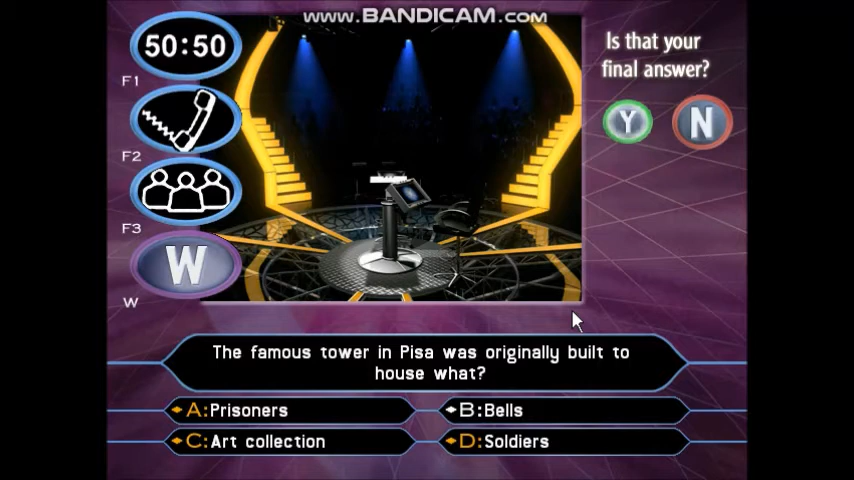 www.BANDICAM.com
50:50
F1
F2
F3
W
W
Is that your
final answer?
Y
N
The famous tower in Pisa was originally built to
house what?
A:Prisoners
B:Bells
C:Art collection
D:Soldiers